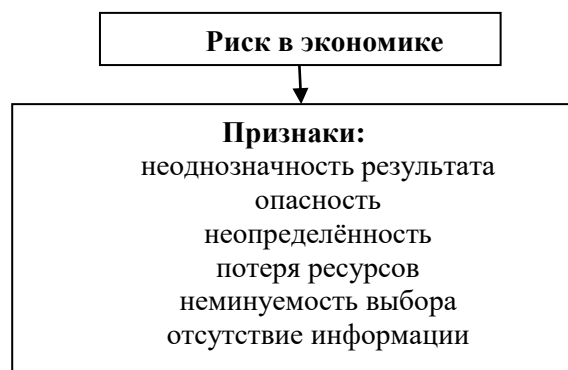 Риск в экономике
Признаки:
неоднозначность результата
опасность
неопределённость
потеря ресурсов
неминуемость выбора
отсутствие информации